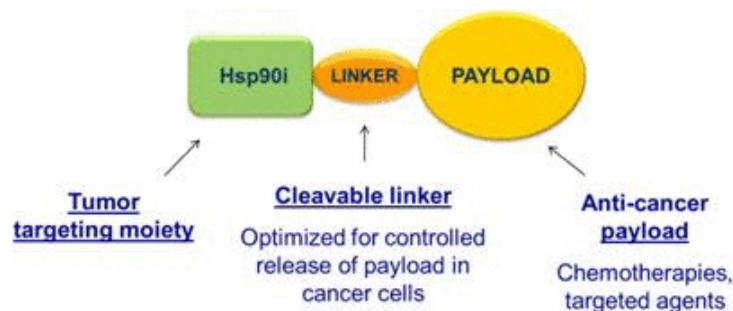 Hsp90i
LINKER
PAYLOAD
Tumor
targeting moiety
Cleavable linker
Optimized for controlled
release of payload in
cancer cells
Anti-cancer
payload
Chemotherapies,
targeted agents